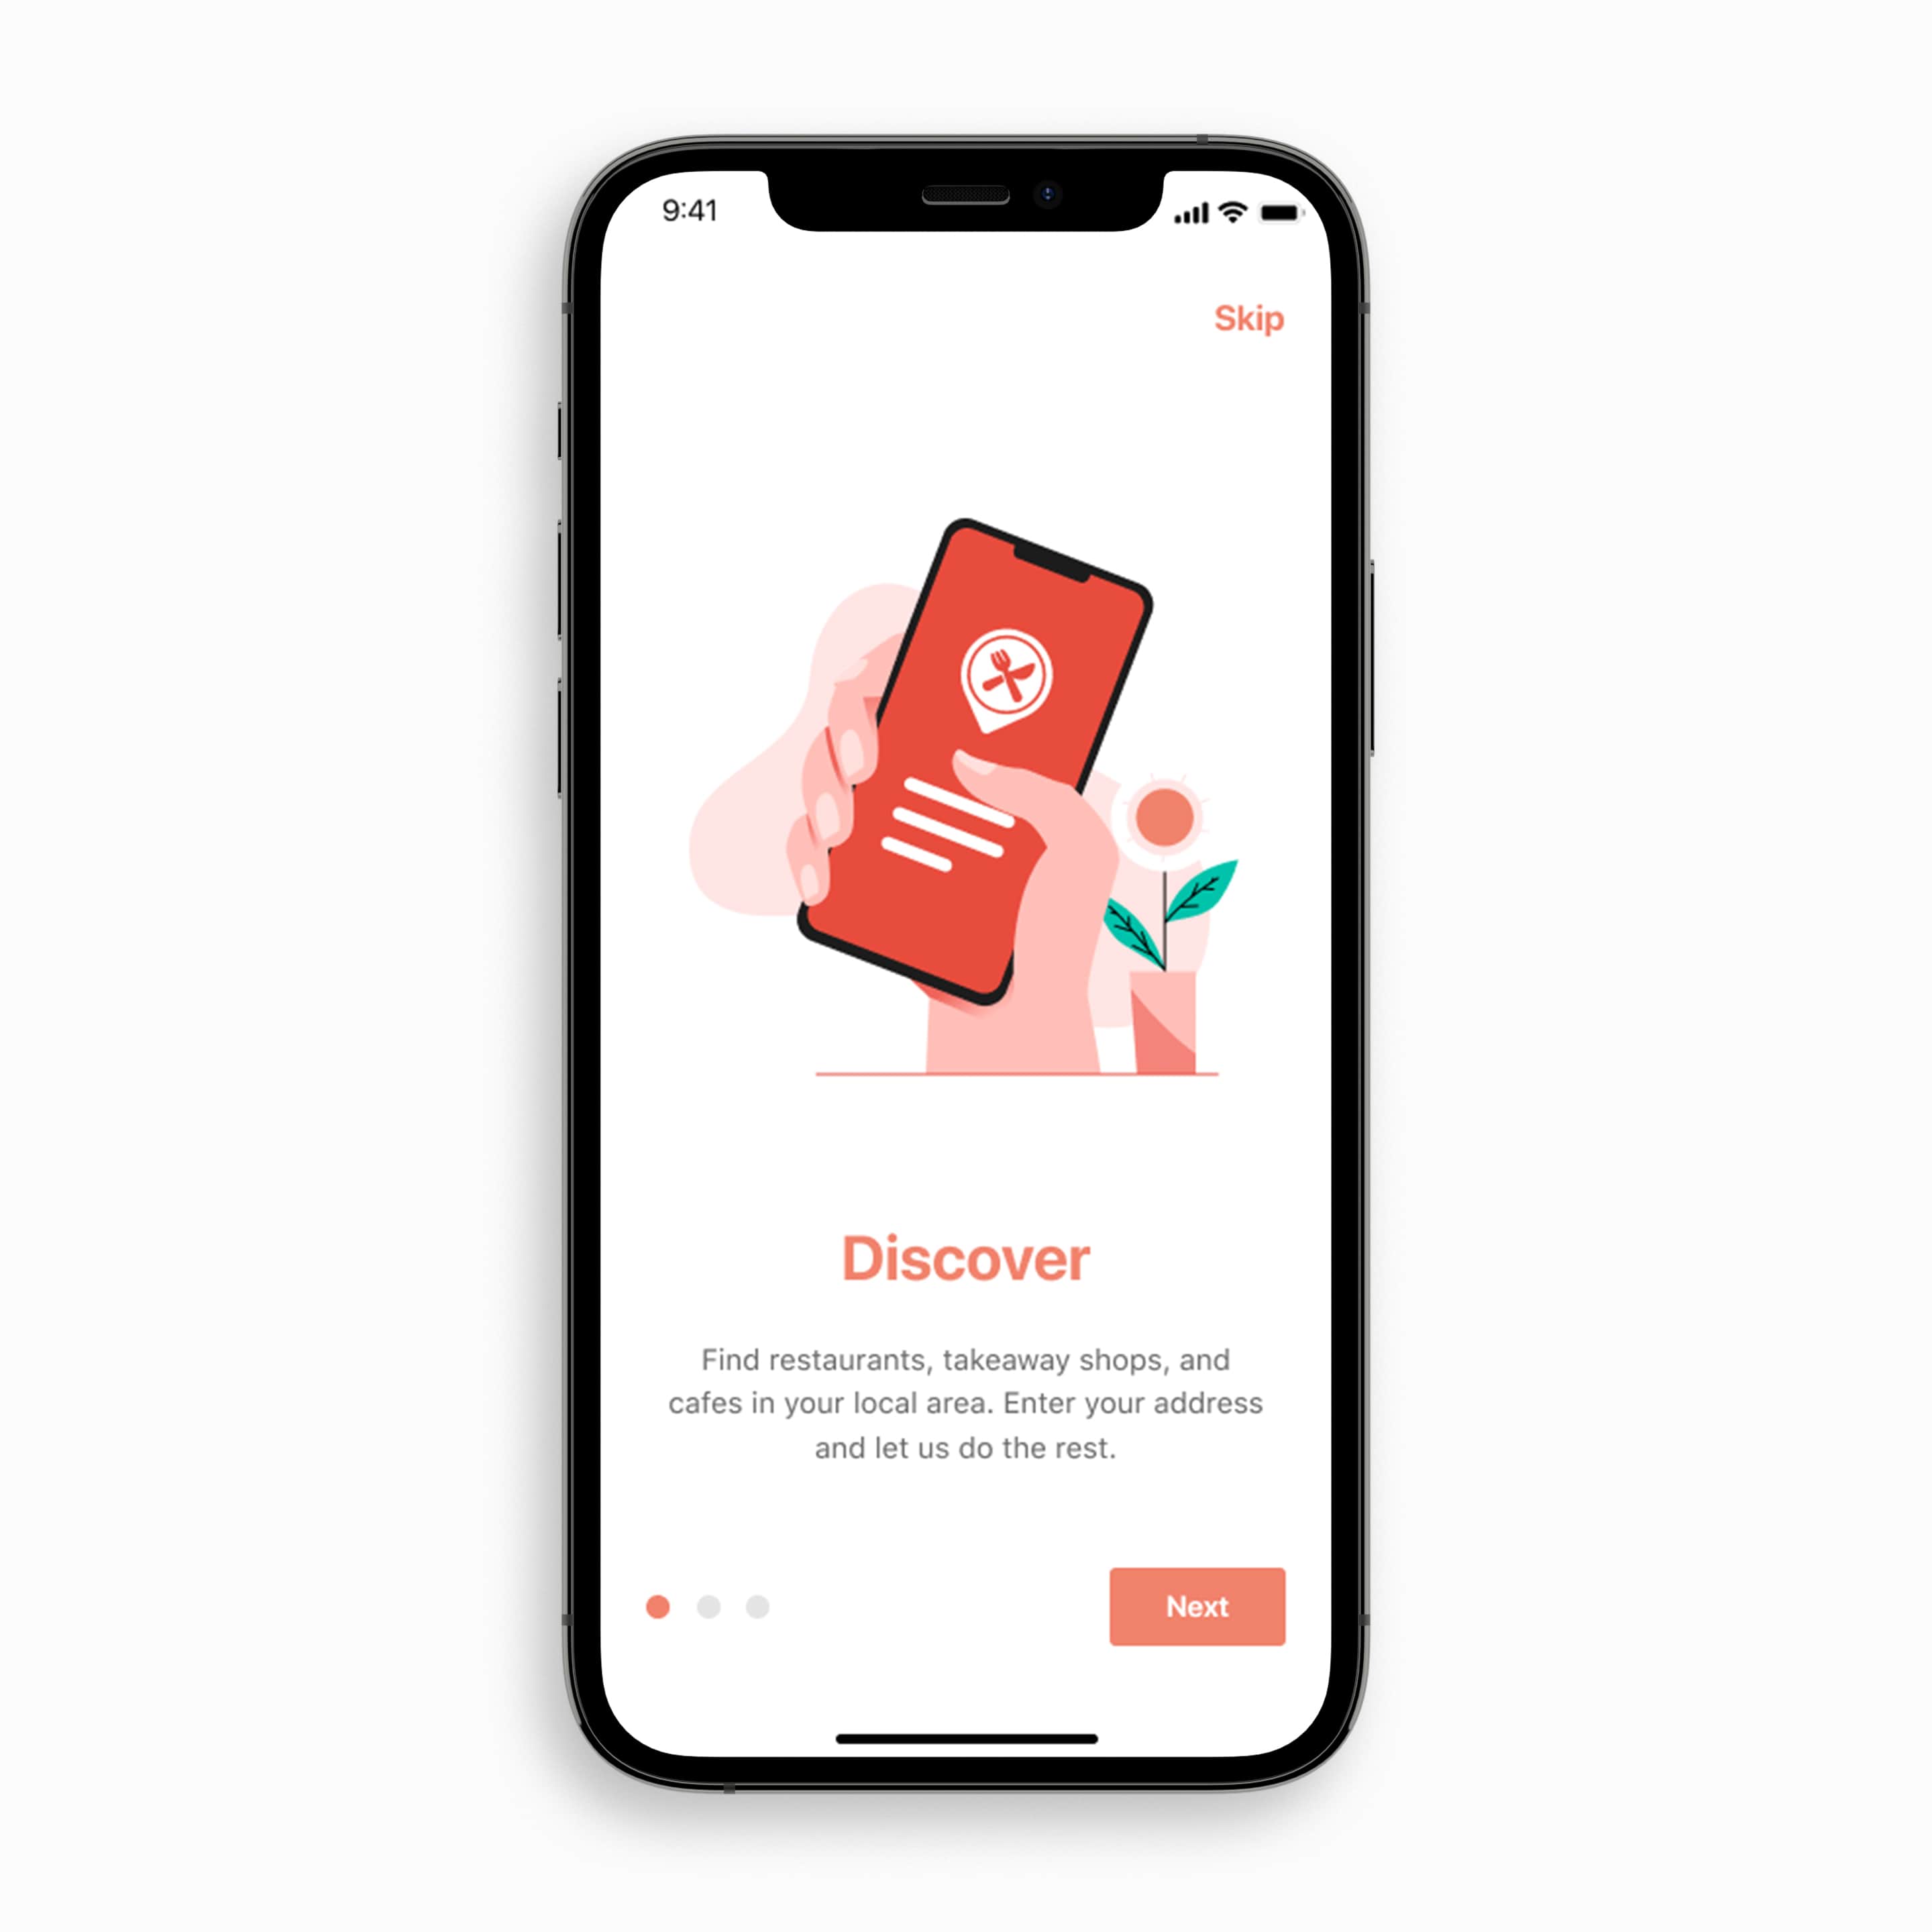 9:41
Skip
Discover
Find restaurants, takeaway shops, and
cafes in your local area. Enter your address
and let us do the rest.
Next